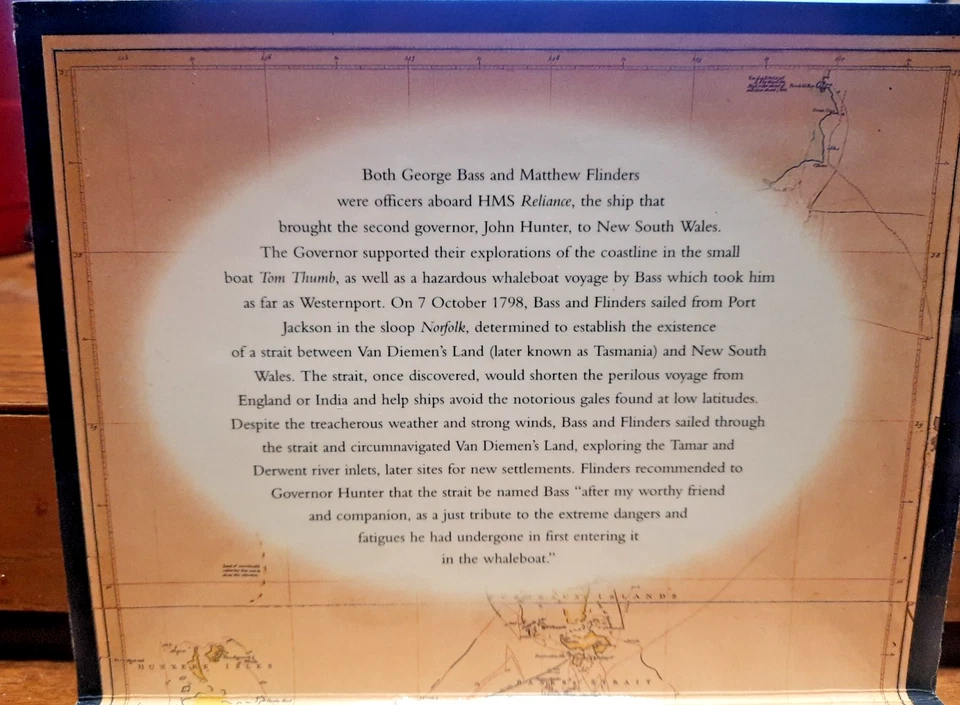 Both George Bass and Matthew Flinders
were officers aboard HMS Reliance, the ship that
brought the second governor, John Hunter, to New South Wales.
The Governor supported their explorations of the coastline in the small
boat Tom Thumb, as well as a hazardous whaleboat voyage by Bass which took him
as far as Westernport. On 7 October 1798, Bass and Flinders sailed from Port
Jackson in the sloop Norfolk, determined to establish the existence
of a strait between Van Diemen's Land (later known as Tasmania) and New South
Wales. The strait, once discovered, would shorten the perilous voyage from
England or India and help ships avoid the notorious gales found at low latitudes.
Despite the treacherous weather and strong winds, Bass and Flinders sailed through
the strait and circumnavigated Van Diemen's Land, exploring the Tamar and
Derwent river inlets, later sites for new settlements. Flinders recommended to
Governor Hunter that the strait be named Bass "after my worthy friend
and companion, as a just tribute to the extreme dangers and
fatigues he had undergone in first entering it
in the whaleboat."
ISLANDS
HUNTERS ISLES
BANKS STRAIT